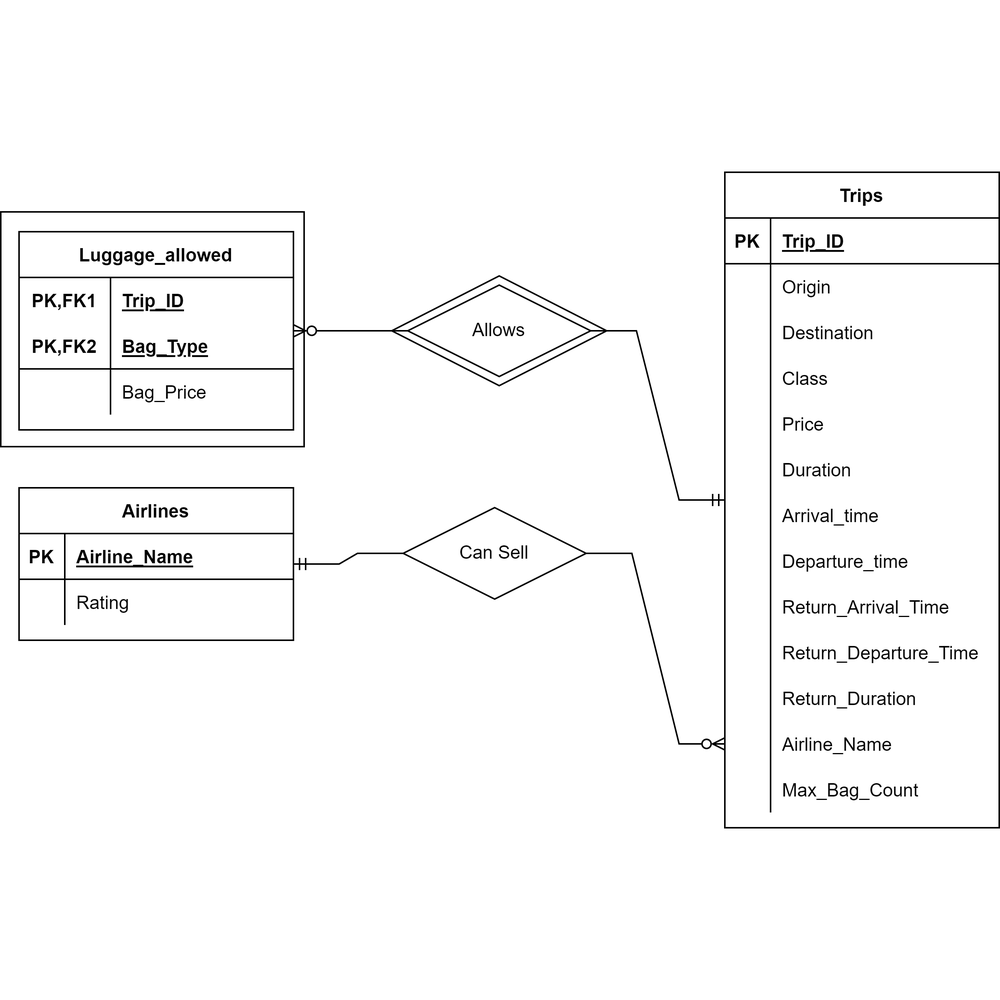 Luggage_allowed
PK,FK1 Trip_ID
PK,FK2 Bag_Type
Bag_Price
Allows
Airlines
PK Airline_Name
Rating
Can Sell
Trips
PK Trip_ID
Origin
Destination
Class
Price
Duration
Arrival_time
Departure_time
Return_Arrival_Time
Return_Departure_Time
Return_Duration
Airline_Name
Max_Bag_Count